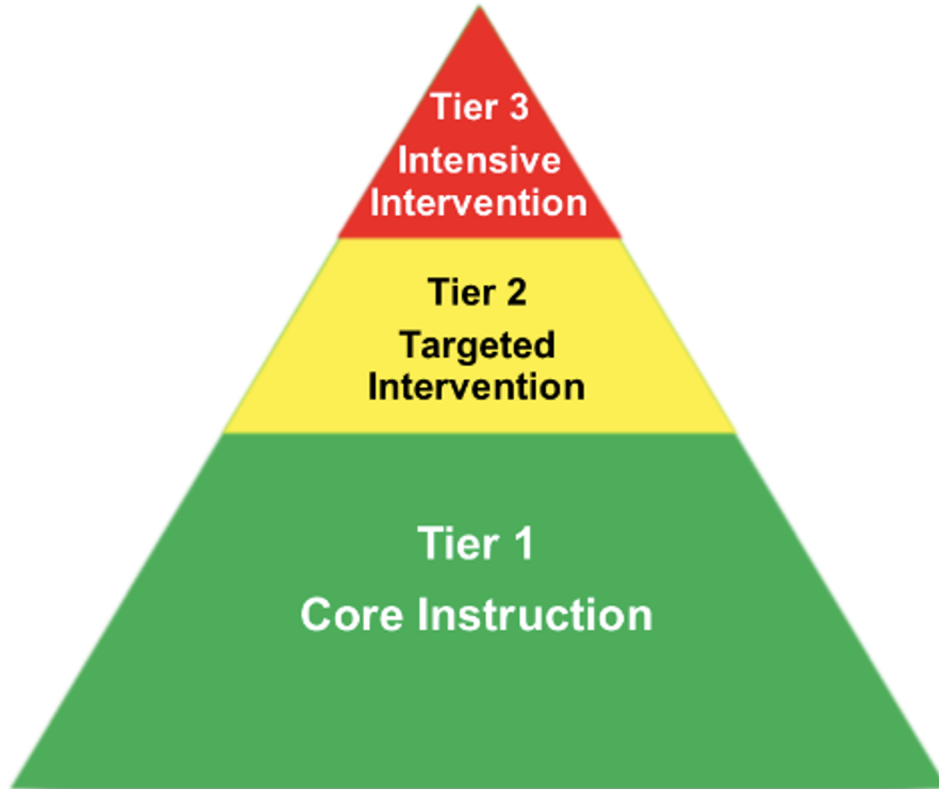 Tier 3
Intensive
Intervention
Tier 2
Targeted
Intervention
Tier 1
Core Instruction